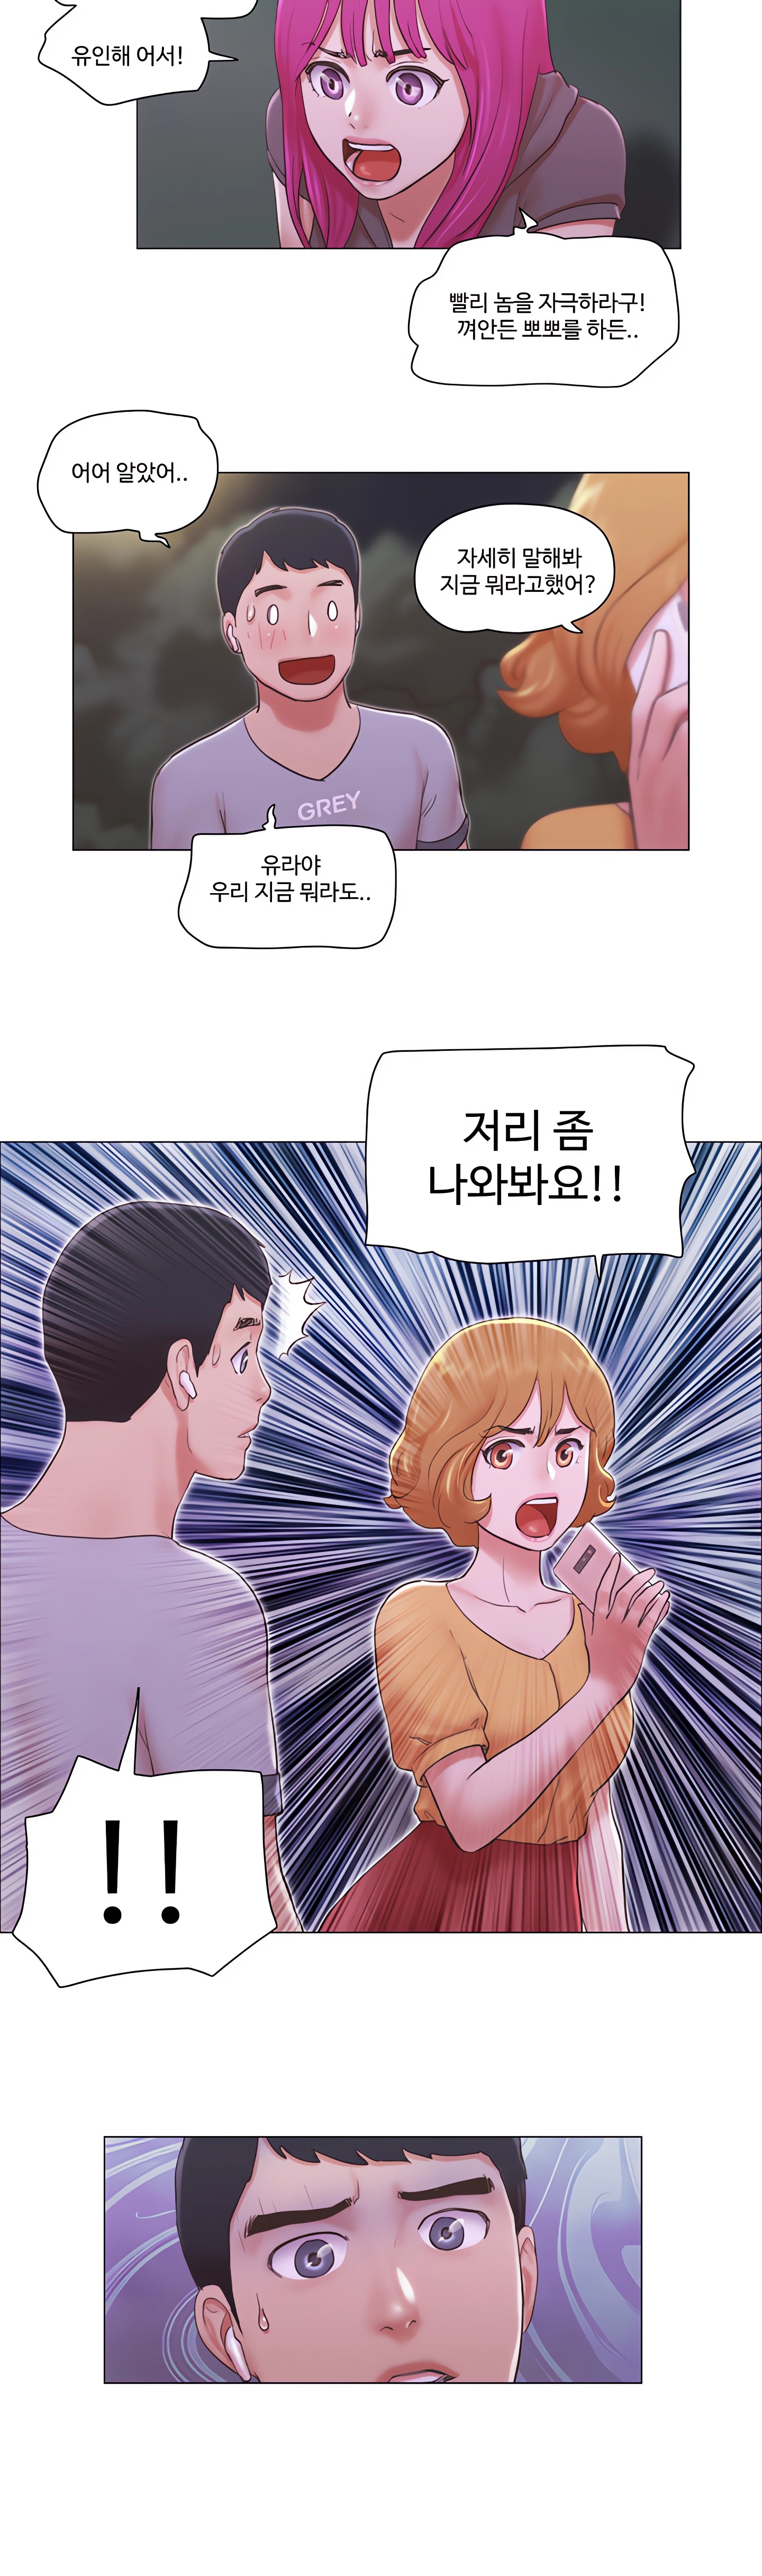 유인해 어서!
빨리 놈을 자극하라구!
껴안든 뽀뽀를 하든..
어어 알았어..
자세히 말해봐
지금 뭐라고했어?
GREY
유라야
우리 지금 뭐라도..
저리 좀
나와봐요!!
!!